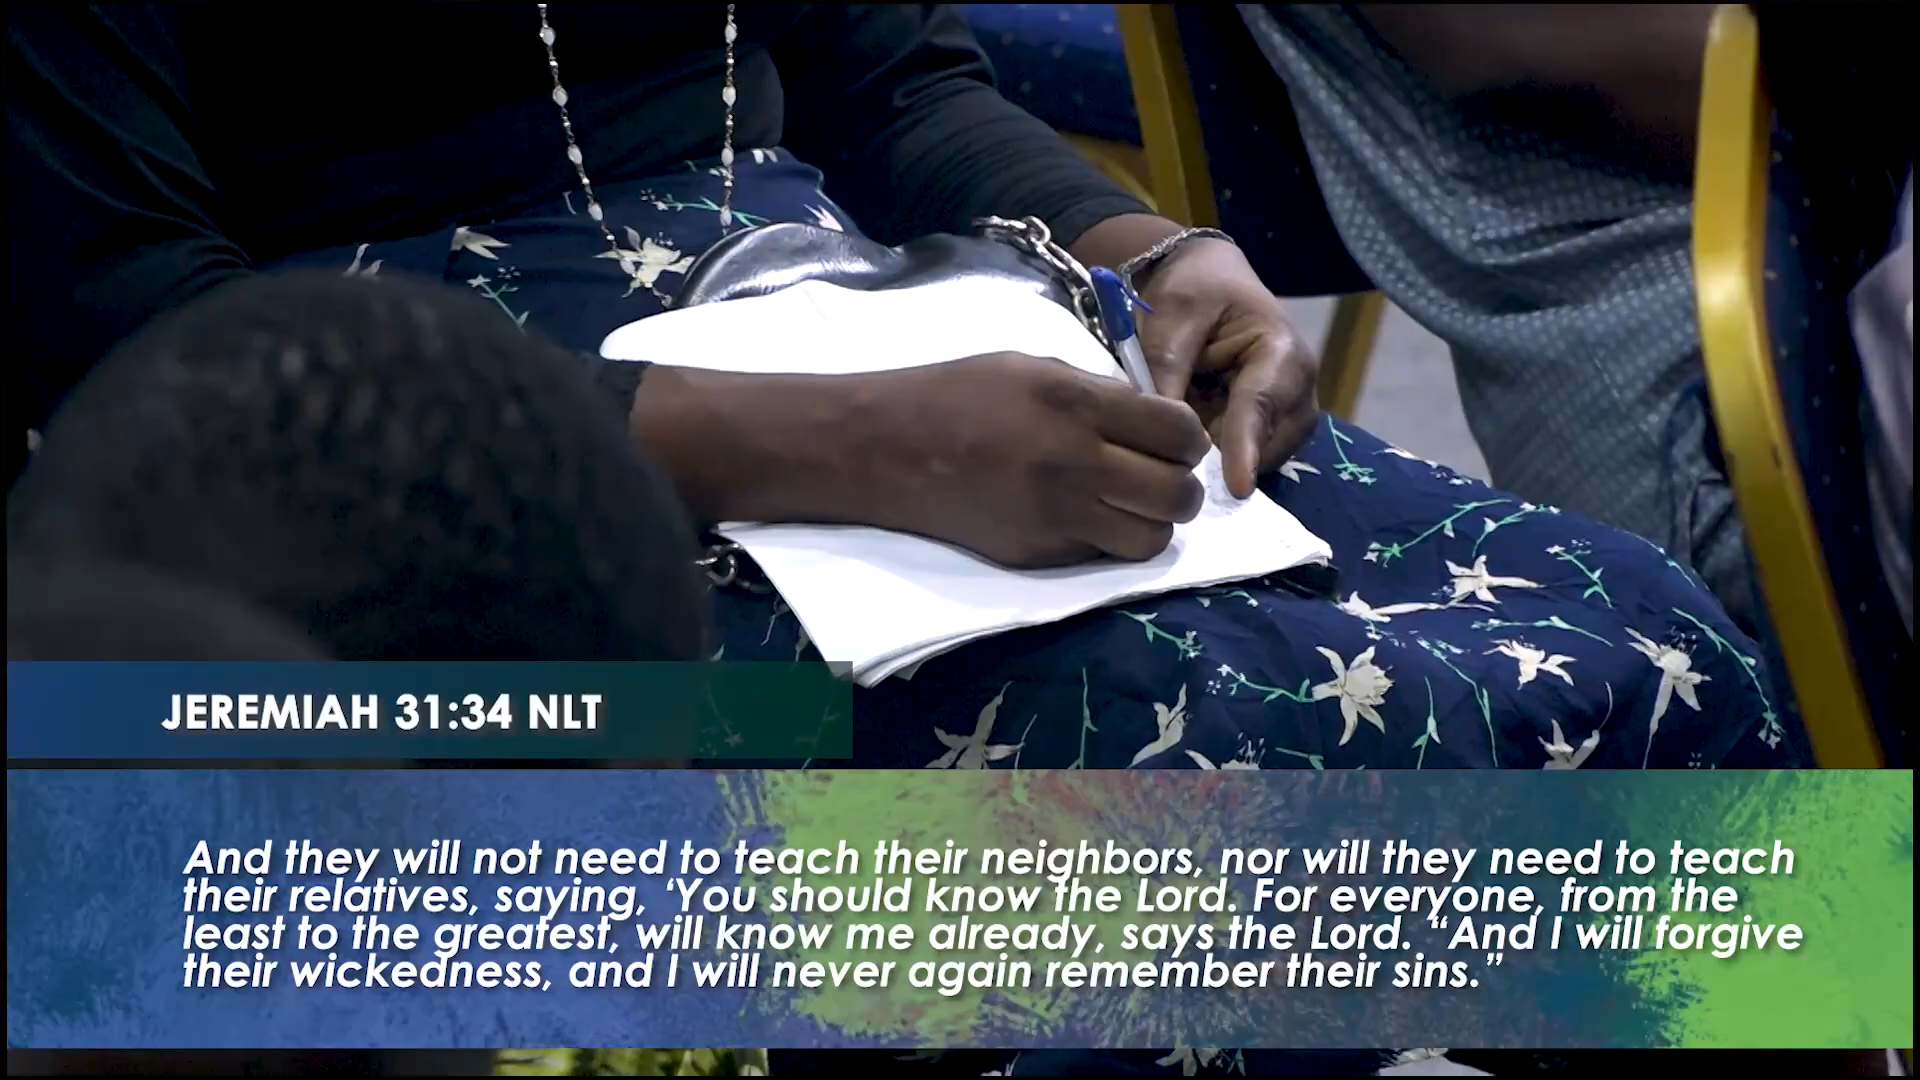 JEREMIAH 31:34 NLT
And they will not need to teach their neighbors, nor will they need to teach
their relatives, saying, ‘You should know the Lord. For everyone, from the
least to the greatest, will know me already, says the Lord. “And I will forgive
their wickedness, and I will never again remember their sins.”